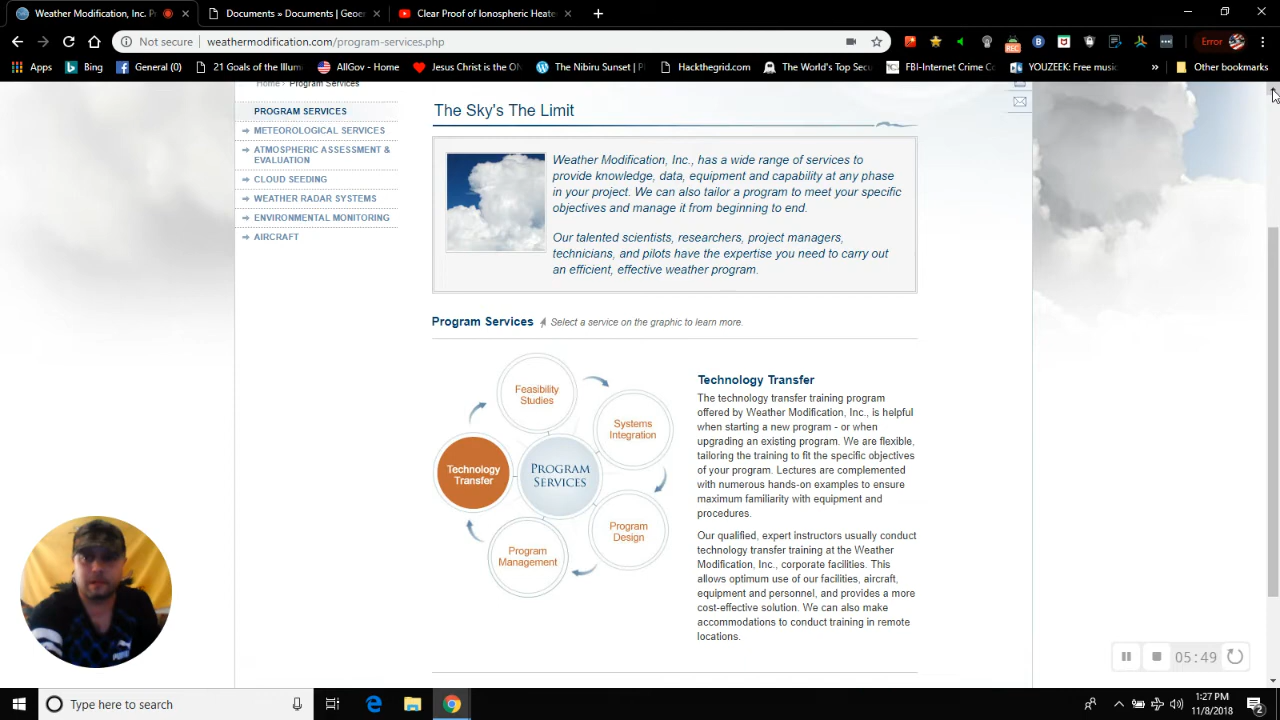 Weather Modification, Inc. P
Documents » Documents | Geoe
Clear Proof of Ionospheric Heate
Not secure
weathermodification.com/program-services.php
REC
Error
Apps
Bing
General (0)
21 Goals of the Illum
AllGov - Home
Jesus Christ is the ON
The Nibiru Sunset | P
Hackthegrid.com
The World's Top Sec
FBI-Internet Crime C
YOUZEEK: Free music
»
Other bookmarks
Home › Program Services
PROGRAM SERVICES
METEOROLOGICAL SERVICES
ATMOSPHERIC ASSESSMENT &
EVALUATION
CLOUD SEEDING
WEATHER RADAR SYSTEMS
ENVIRONMENTAL MONITORING
AIRCRAFT
The Sky's The Limit
Weather Modification, Inc., has a wide range of services to
provide knowledge, data, equipment and capability at any phase
in your project. We can also tailor a program to meet your specific
objectives and manage it from beginning to end.
Our talented scientists, researchers, project managers,
technicians, and pilots have the expertise you need to carry out
an efficient, effective weather program.
Program Services
Select a service on the graphic to learn more.
Feasibility
Studies
Systems
Integration
Technology
Transfer
PROGRAM
SERVICES
Program
Design
Program
Management
Technology Transfer
The technology transfer training program
offered by Weather Modification, Inc., is helpful
when starting a new program - or when
upgrading an existing program. We are flexible,
tailoring the training to fit the specific objectives
of your program. Lectures are complemented
with numerous hands-on examples to ensure
maximum familiarity with equipment and
procedures.
Our qualified, expert instructors usually conduct
technology transfer training at the Weather
Modification, Inc., corporate facilities. This
allows optimum use of our facilities, aircraft,
equipment and personnel, and provides a more
cost-effective solution. We can also make
accommodations to conduct training in remote
locations.
05:49
Type here to search
1:27 PM
11/8/2018
2